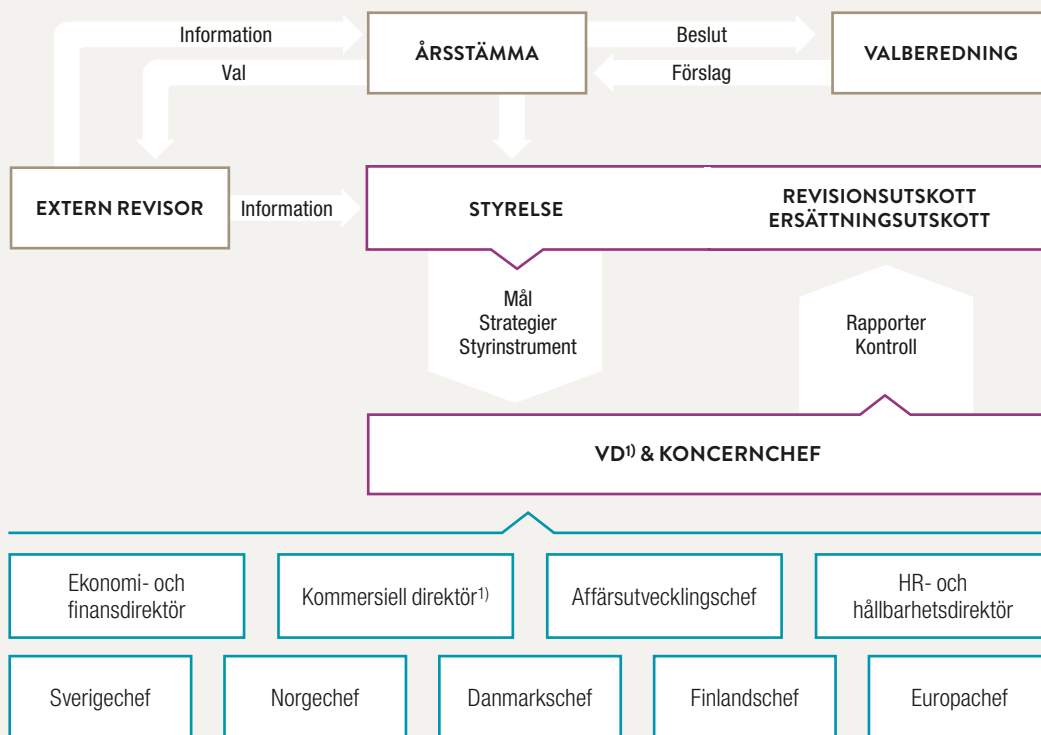 Information
Val
ÅRSSTÄMMA
Beslut
Förslag
VALBEREDNING
EXTERN REVISOR
Information
STYRELSE
REVISIONSUTSKOTT
ERSÄTTNINGSUTSKOTT
Mål
Strategier
Styrinstrument
Rapporter
Kontroll
VD1) & KONCERNCHEF
Ekonomi- och
finansdirektör
Kommersiell direktör1)
Affärsutvecklingschef
HR- och
hållbarhetsdirektör
Sverigechef
Norgechef
Danmarkschef
Finlandschef
Europachef